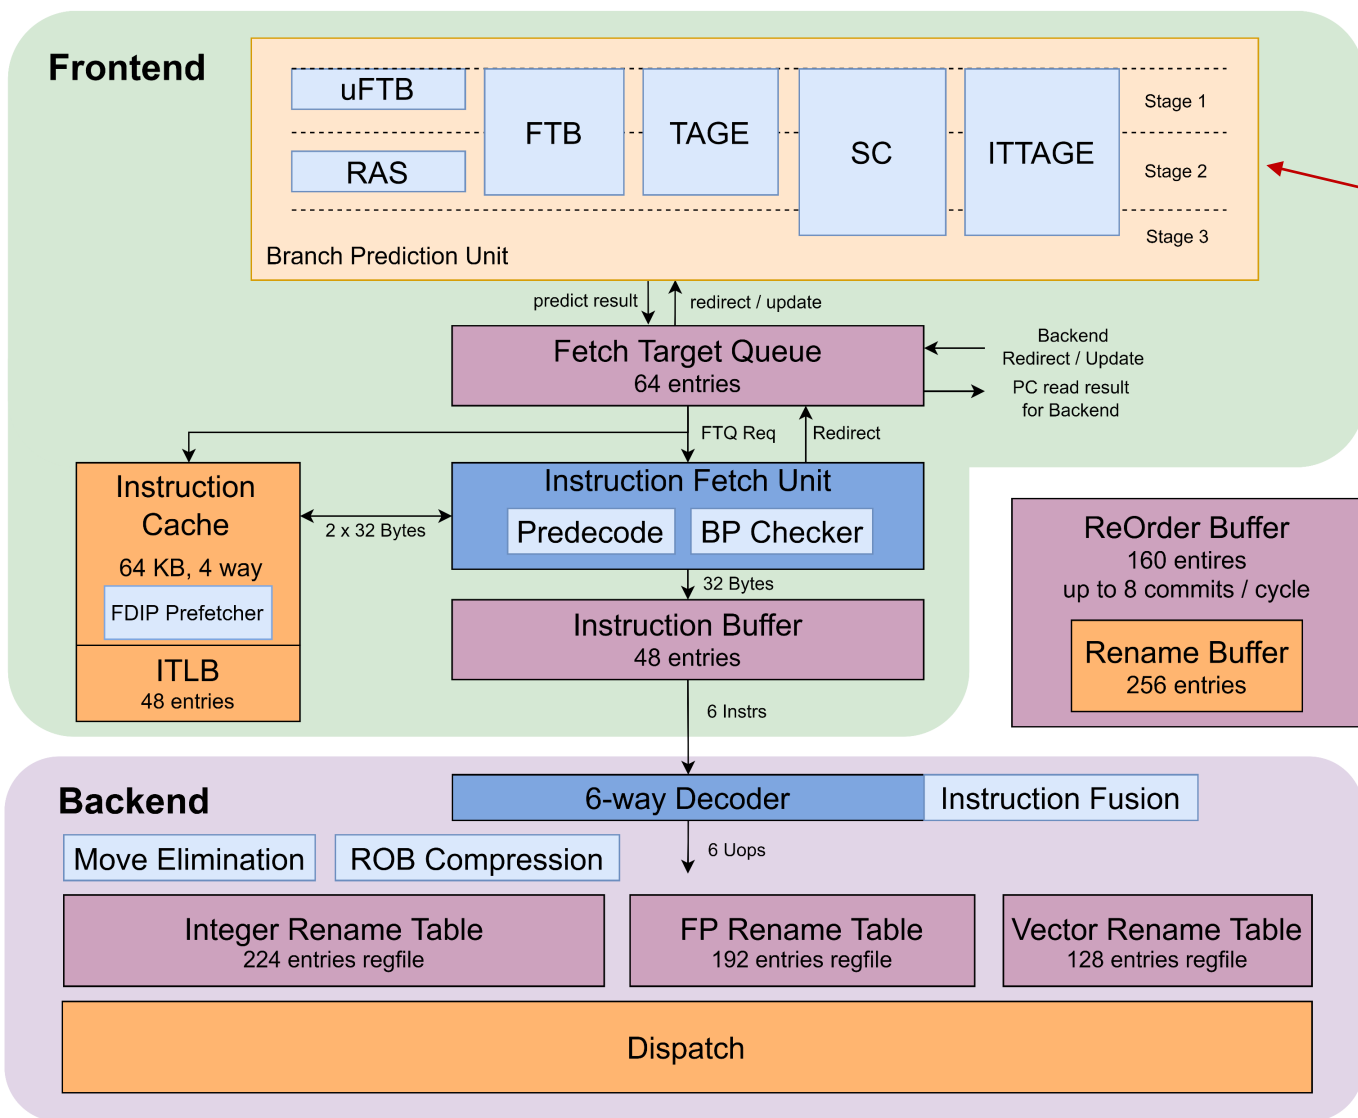 Frontend
uFTB
FTB
TAGE
SC
ITTAGE
Stage 1
RAS
Stage 2
Stage 3
Branch Prediction Unit
predict result
redirect / update
Fetch Target Queue
64 entries
Backend
Redirect / Update
PC read result
for Backend
FTQ Req
Redirect
Instruction
Cache
64 KB, 4 way
FDIP Prefetcher
ITLB
48 entries
2 x 32 Bytes
Instruction Fetch Unit
Predecode
BP Checker
32 Bytes
Instruction Buffer
48 entries
6 Instrs
ReOrder Buffer
160 entires
up to 8 commits / cycle
Rename Buffer
256 entries
Backend
6-way Decoder
Instruction Fusion
Move Elimination
ROB Compression
6 Uops
Integer Rename Table
224 entries regfile
FP Rename Table
192 entries regfile
Vector Rename Table
128 entries regfile
Dispatch